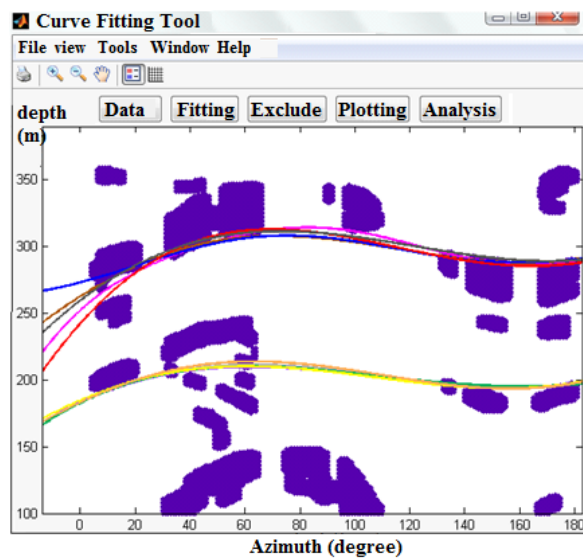 Curve Fitting Tool
File view Tools Window Help
depth (m)
Data Fitting Exclude Plotting Analysis
350
300
250
200
150
100
0 20 40 60 80 100 120 140 160 180
Azimuth (degree)